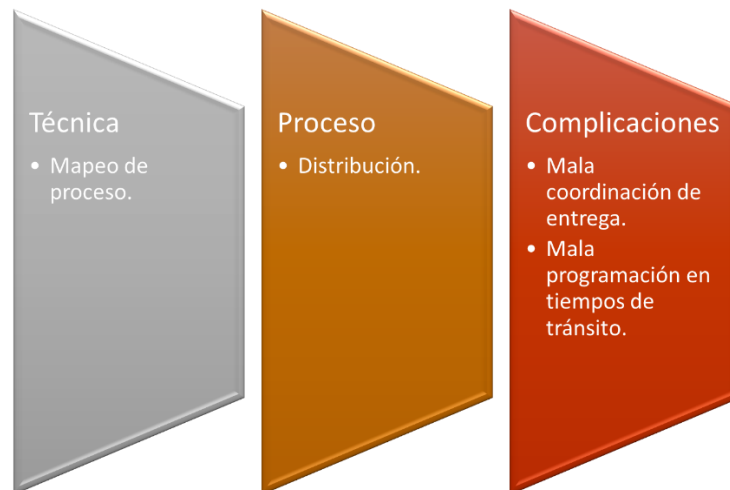 Técnica
• Mapeo de
proceso.
Proceso
• Distribución.
Complicaciones
• Mala
coordinación de
entrega.
• Mala
programación en
tiempos de
tránsito.